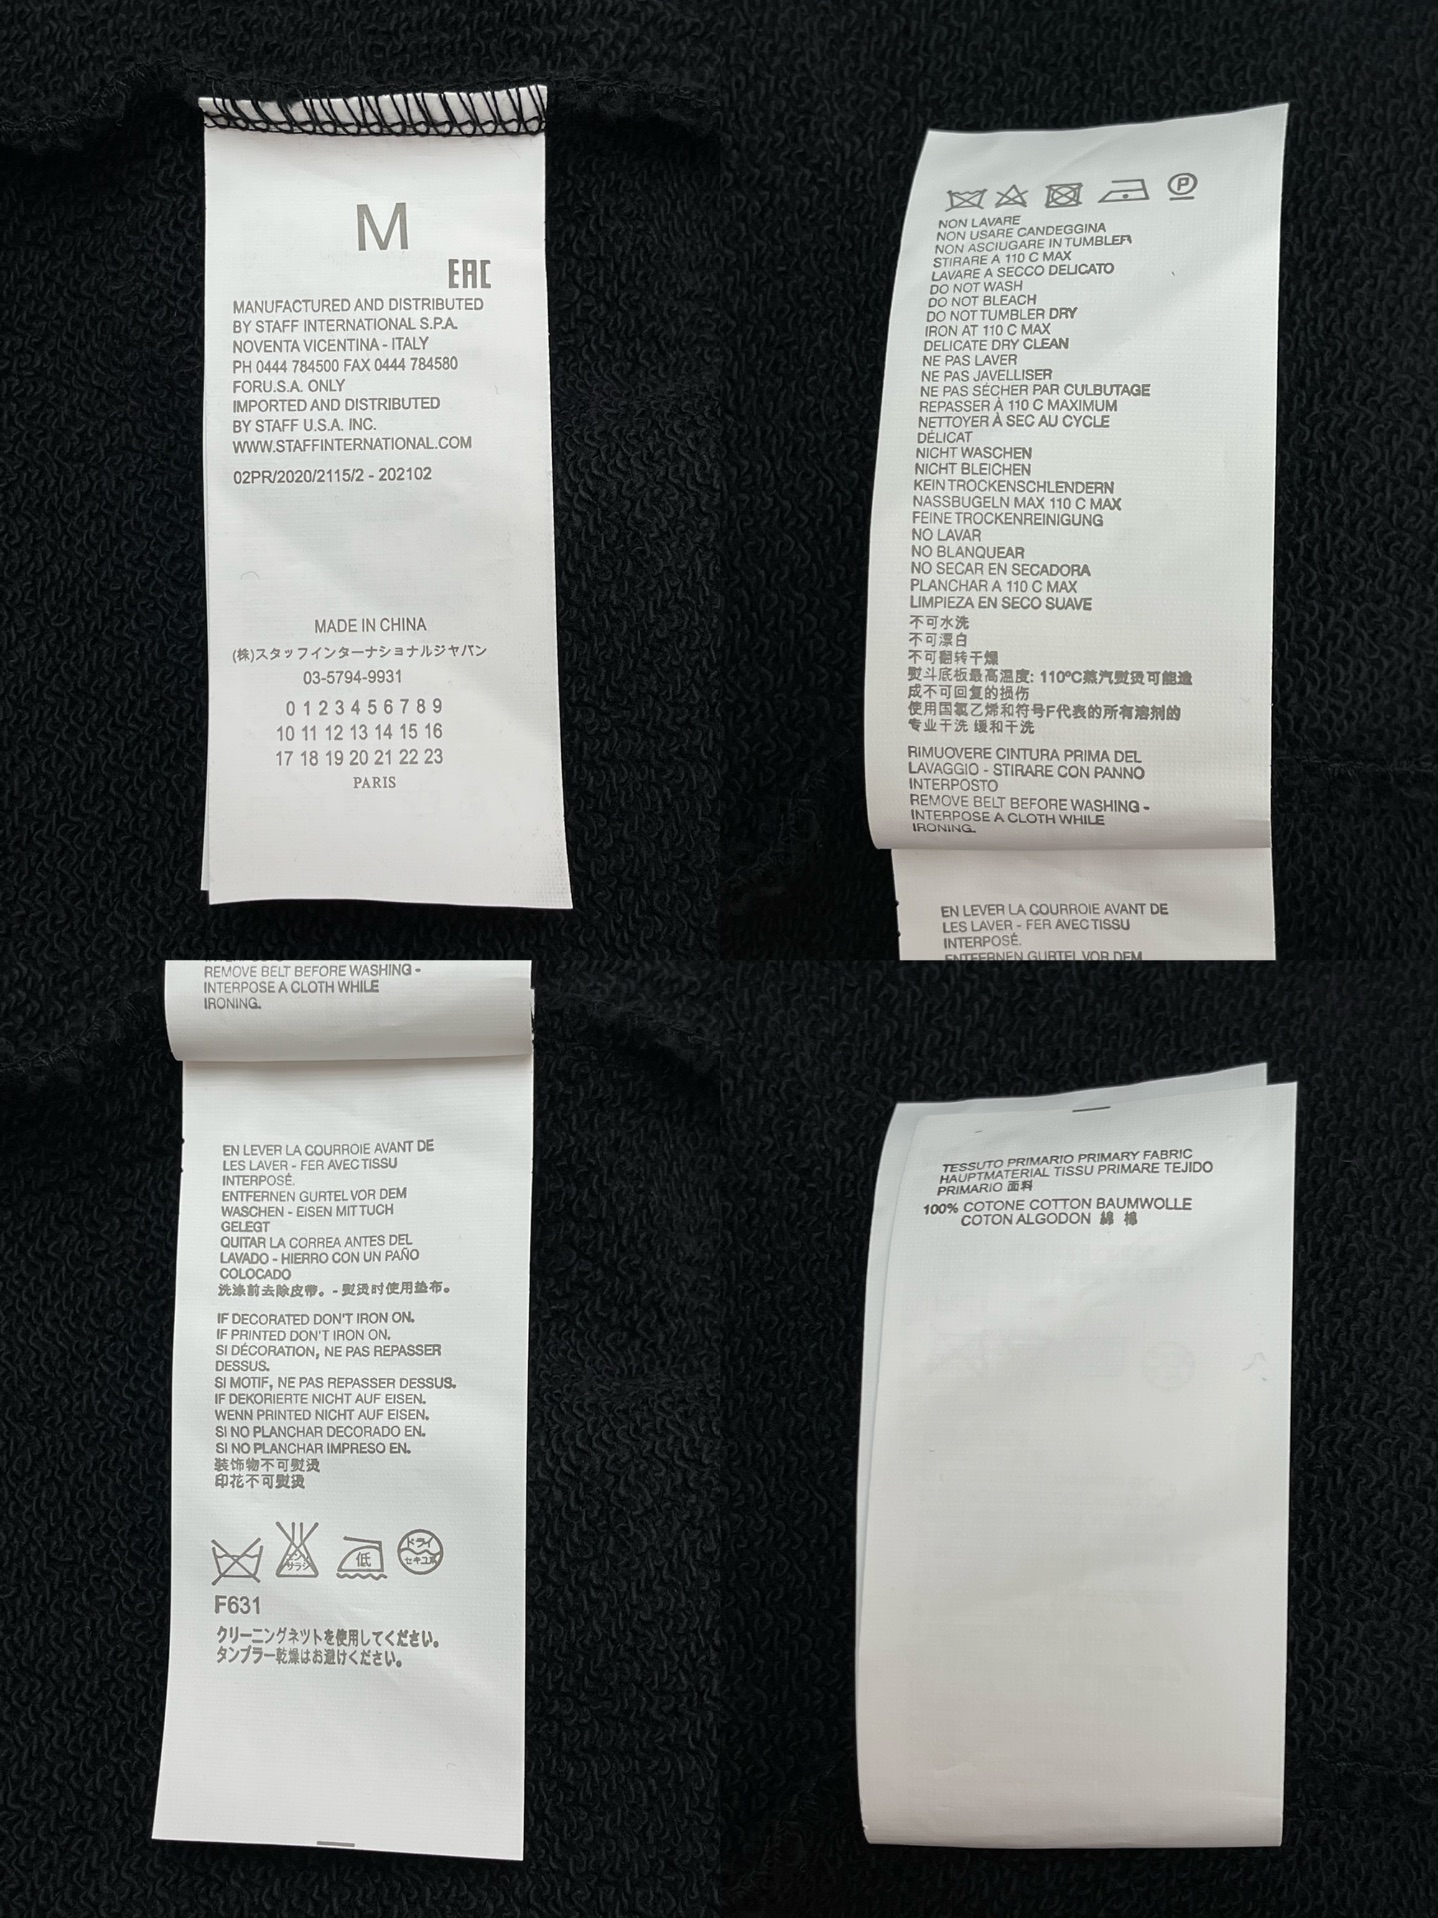 M
EAC
MANUFACTURED AND DISTRIBUTED
BY STAFF INTERNATIONAL S.P.A.
NOVENTA VICENTINA - ITALY
PH 0444 784500 FAX 0444 784580
FORU.S.A. ONLY
IMPORTED AND DISTRIBUTED
BY STAFF U.S.A. INC.
WWW.STAFFINTERNATIONAL.COM
02PR/2020/2115/2 - 202102
MADE IN CHINA
(株)スタッフインターナショナルジャパン
03-5794-9931
0 1 2 3 4 5 6 7 8 9
10 11 12 13 14 15 16
17 18 19 20 21 22 23
PARIS
P
NON LAVARE
NON USARE CANDEGGINA
NON ASCIUGARE IN TUMBLER
STIRARE A 110 C MAX
LAVARE A SECCO DELICATO
DO NOT WASH
DO NOT BLEACH
DO NOT TUMBLER DRY
IRON AT 110 C MAX
DELICATE DRY CLEAN
NE PAS LAVER
NE PAS JAVELLISER
NE PAS SÉCHER PAR CULBUTAGE
REPASSER À 110 C MAXIMUM
NETTOYER À SEC AU CYCLE
DÉLICAT
NICHT WASCHEN
NICHT BLEICHEN
KEIN TROCKENSCHLENDERN
NASSBUGELN MAX 110 C MAX
FEINE TROCKENREINIGUNG
NO LAVAR
NO BLANQUEAR
NO SECAR EN SECADORA
PLANCHAR A 110 C MAX
LIMPIEZA EN SECO SUAVE
不可水洗
不可漂白
不可翻转干燥
熨斗底板最高温度: 110°C蒸汽熨烫可能造
成不可回复的损伤
使用四氯乙烯和符号F代表的所有溶剂的
专业干洗 缓和干洗
RIMUOVERE CINTURA PRIMA DEL
LAVAGGIO - STIRARE CON PANNO
INTERPOSTO
REMOVE BELT BEFORE WASHING -
INTERPOSE A CLOTH WHILE
IRONING.
EN LEVER LA COURROIE AVANT DE
LES LAVER - FER AVEC TISSU
INTERPOSÉ.
ENTFERNEN GURTEL VOR DEM
REMOVE BELT BEFORE WASHING -
INTERPOSE A CLOTH WHILE
IRONING.
EN LEVER LA COURROIE AVANT DE
LES LAVER - FER AVEC TISSU
INTERPOSÉ.
ENTFERNEN GURTEL VOR DEM
WASCHEN - EISEN MIT TUCH
GELEGT
QUITAR LA CORREA ANTES DEL
LAVADO - HIERRO CON UN PAÑO
COLOCADO
洗涤前去除皮带。- 熨烫时使用垫布。
IF DECORATED DON'T IRON ON.
IF PRINTED DON'T IRON ON.
SI DÉCORATION, NE PAS REPASSER
DESSUS.
SI MOTIF, NE PAS REPASSER DESSUS.
IF DEKORIERTE NICHT AUF EISEN.
WENN PRINTED NICHT AUF EISEN.
SI NO PLANCHAR DECORADO EN.
SI NO PLANCHAR IMPRESO EN.
装饰物不可熨烫
印花不可熨烫
エンソサラシ 低 ドライ セキユ系
F631
クリーニングネットを使用してください。
タンブラー乾燥はお避けください。
TESSUTO PRIMARIO PRIMARY FABRIC
HAUPTMATERIAL TISSU PRIMARE TEJIDO
PRIMARIO 面料
100% COTONE COTTON BAUMWOLLE
COTON ALGODON 綿 棉